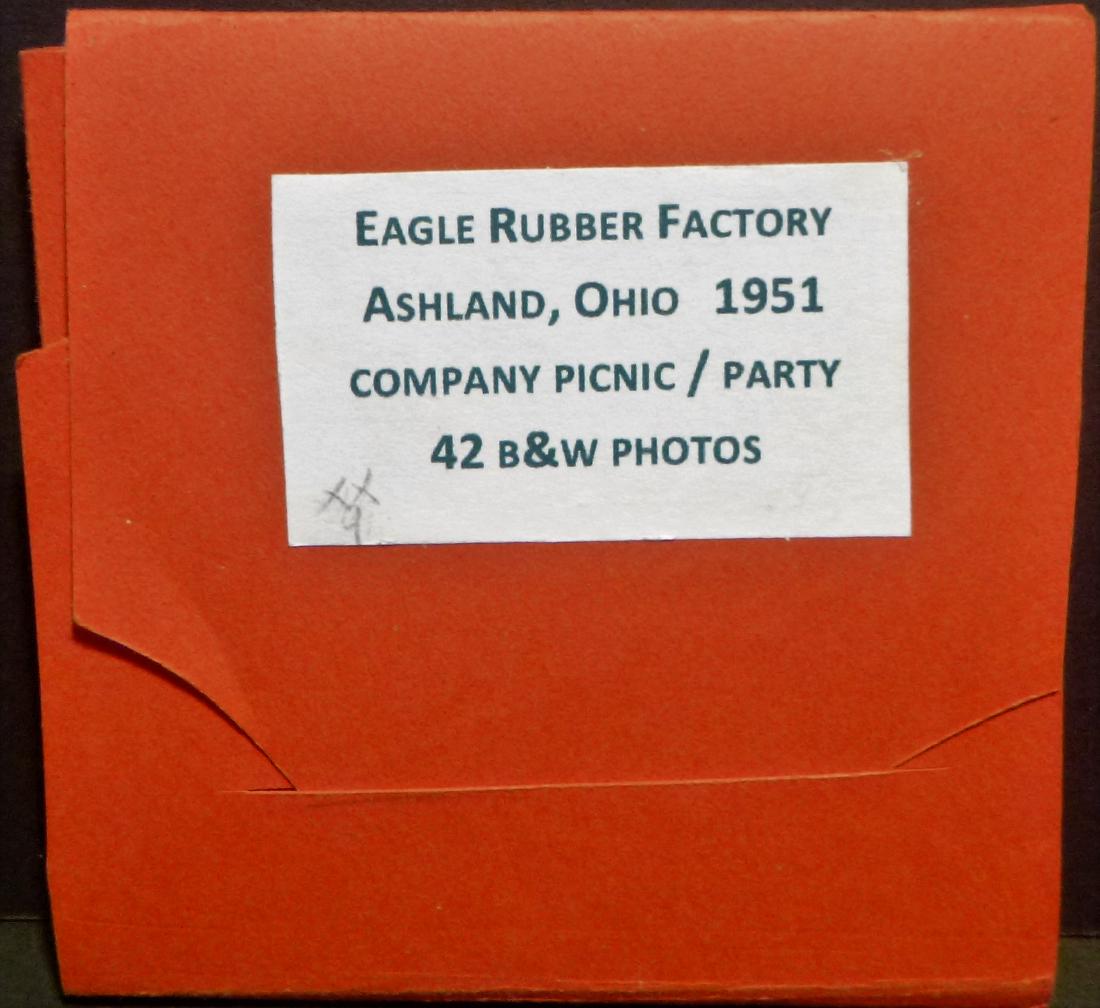 EAGLE RUBBER FACTORY
ASHLAND, OHIO 1951
COMPANY PICNIC / PARTY
42 B&W PHOTOS